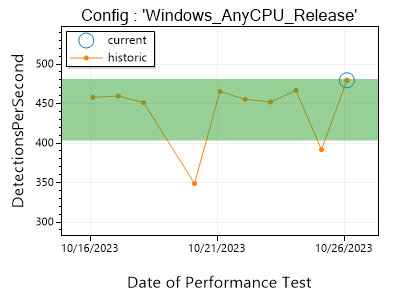 Config : 'Windows_AnyCPU_Release'
current
historic
DetectionsPerSecond
500
450
400
350
300
10/16/2023
10/21/2023
10/26/2023
Date of Performance Test